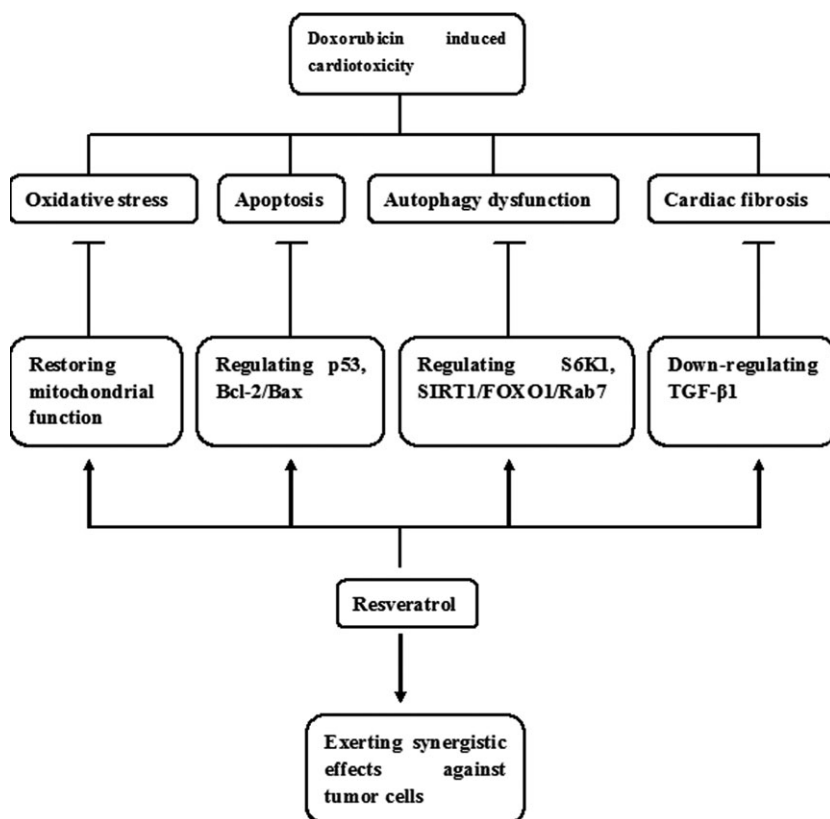 Doxorubicin induced
cardiotoxicity
Oxidative stress
Apoptosis
Autophagy dysfunction
Cardiac fibrosis
Restoring
mitochondrial
function
Regulating p53,
Bcl-2/Bax
Regulating S6K1,
SIRT1/FOXO1/Rab7
Down-regulating
TGF-β1
Resveratrol
Exerting synergistic
effects against
tumor cells